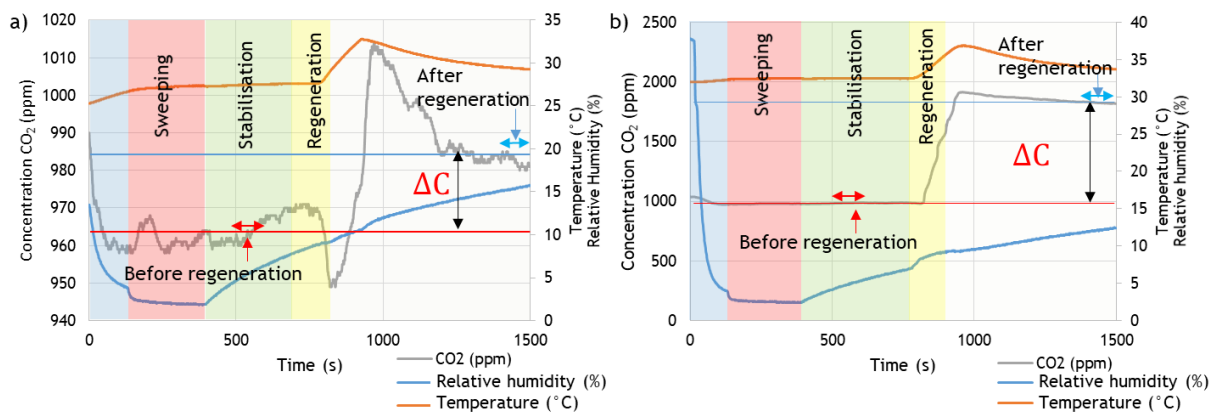 a)
Concentration CO₂ (ppm)
1020
1010
1000
990
980
970
960
950
940
0
500
1000
1500
Time (s)
35
30
25
20
15
10
5
0
Temperature (°C)
Relative Humidity (%)
Sweeping
Stabilisation
Regeneration
After
regeneration
ΔC
Before regeneration
CO2 (ppm)
Relative humidity (%)
Temperature (°C)
b)
Concentration CO₂ (ppm)
2500
2000
1500
1000
500
0
0
500
1000
1500
Time (s)
40
35
30
25
20
15
10
5
0
Temperature (°C)
Relative Humidity (%)
Sweeping
Stabilisation
Regeneration
After
regéneration
ΔC
Before regeneration
CO2 (ppm)
Relative humidity (%)
Temperature (°C)